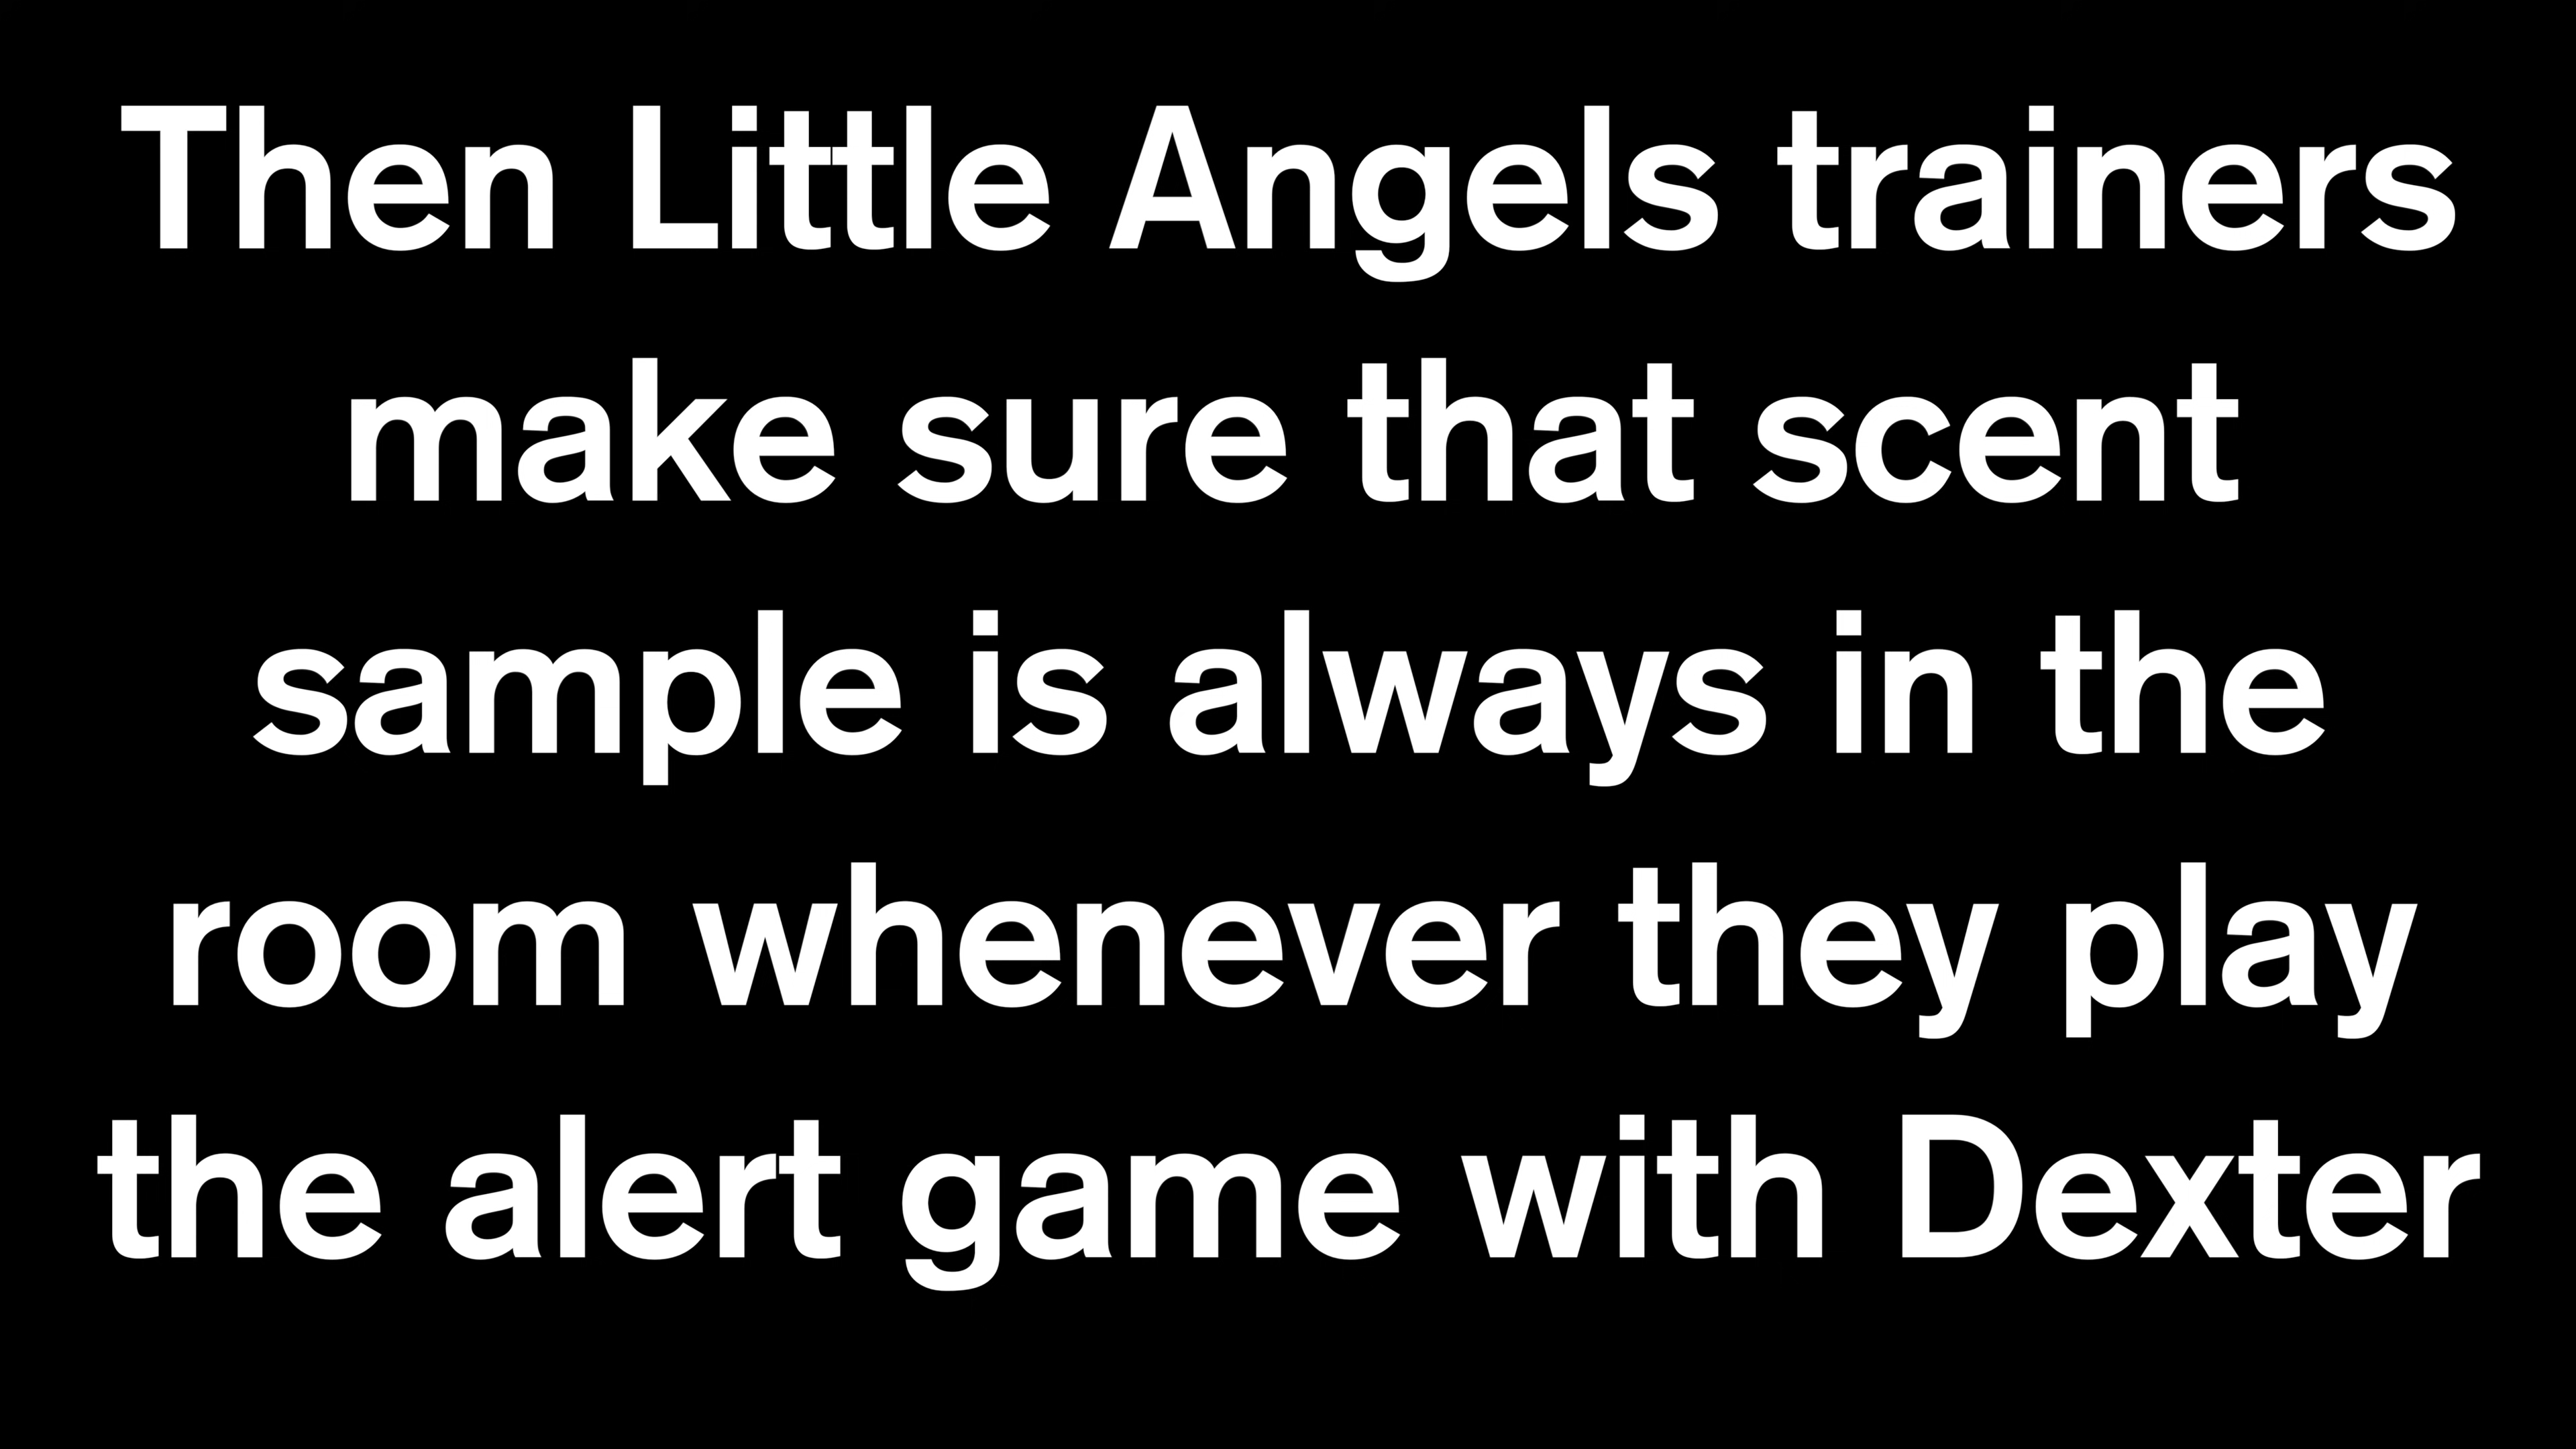 Then Little Angels trainers
make sure that scent
sample is always in the
room whenever they play
the alert game with Dexter